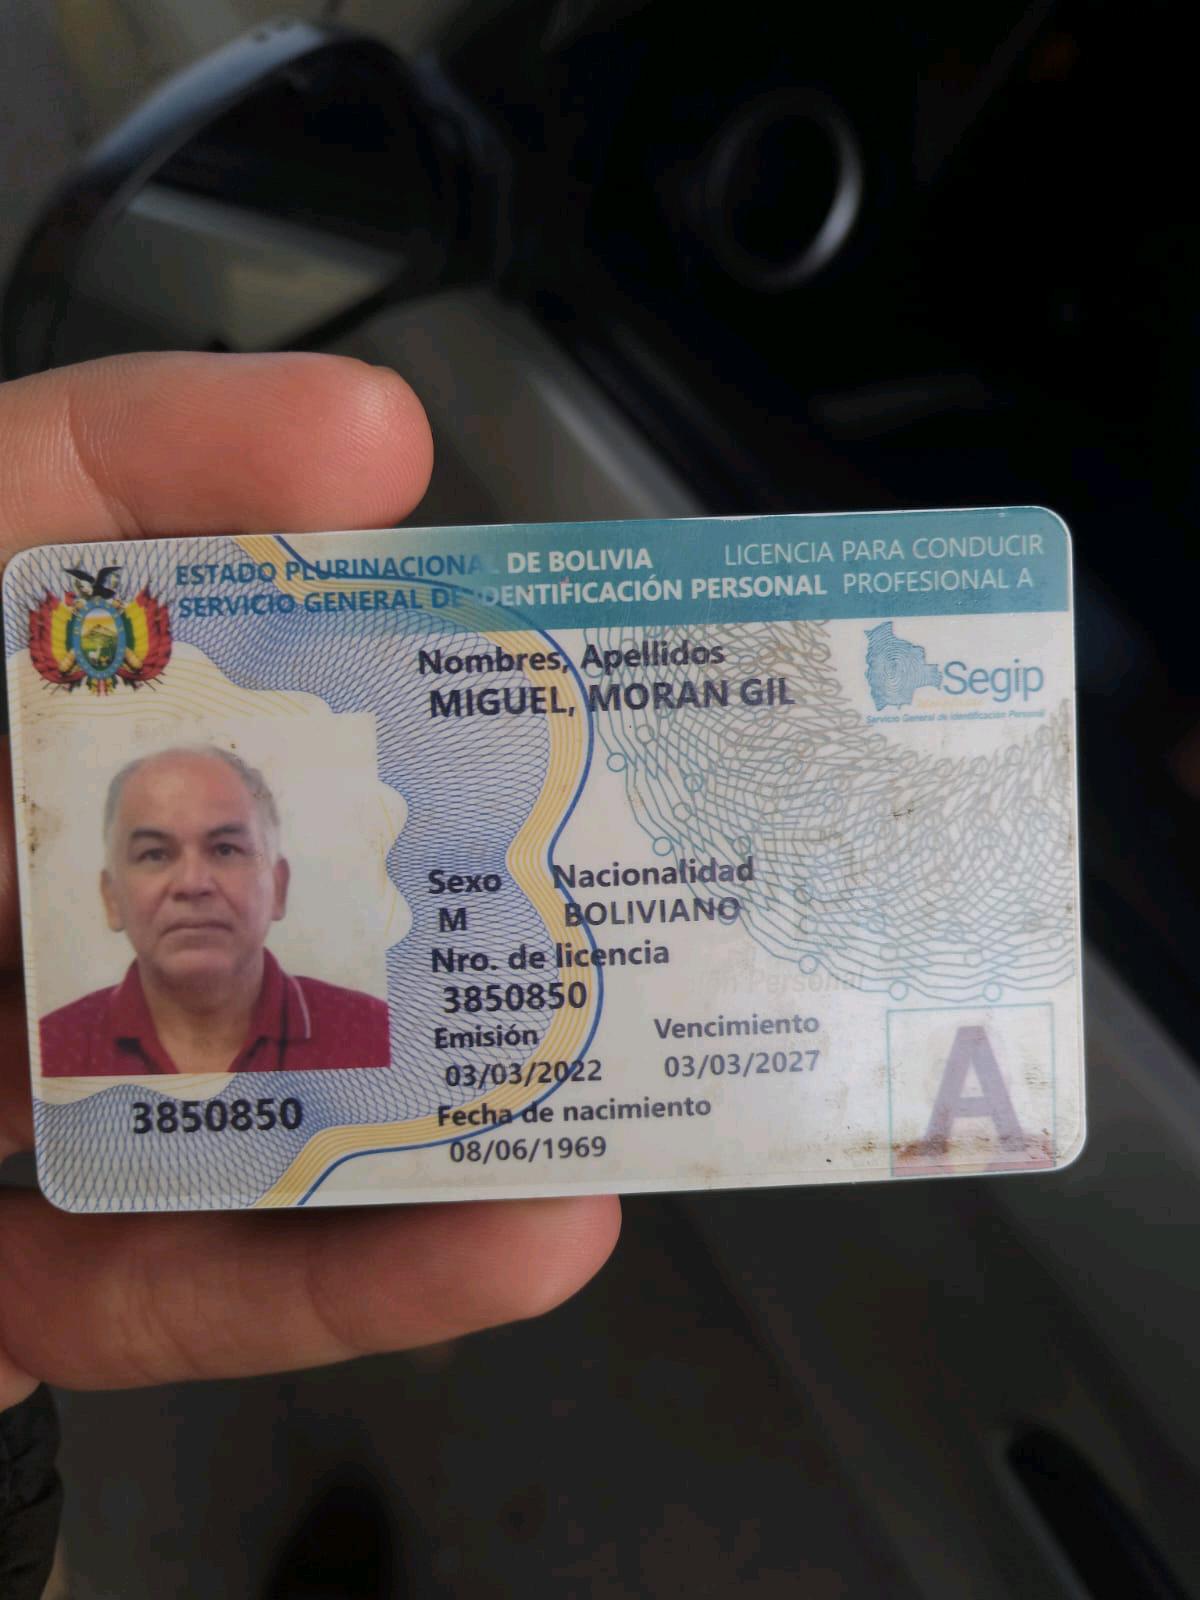 ESTADO PLURINACIONAL DE BOLIVIA
SERVICIO GENERAL DE IDENTIFICACIÓN PERSONAL
LICENCIA PARA CONDUCIR
PROFESIONAL A
Nombres, Apellidos
MIGUEL, MORAN GIL
Segip
Servicio General de Identificación Personal
Sexo Nacionalidad
M BOLIVIANO
Nro. de licencia
3850850
Emisión Vencimiento
03/03/2022 03/03/2027
Fecha de nacimiento
08/06/1969
3850850
A